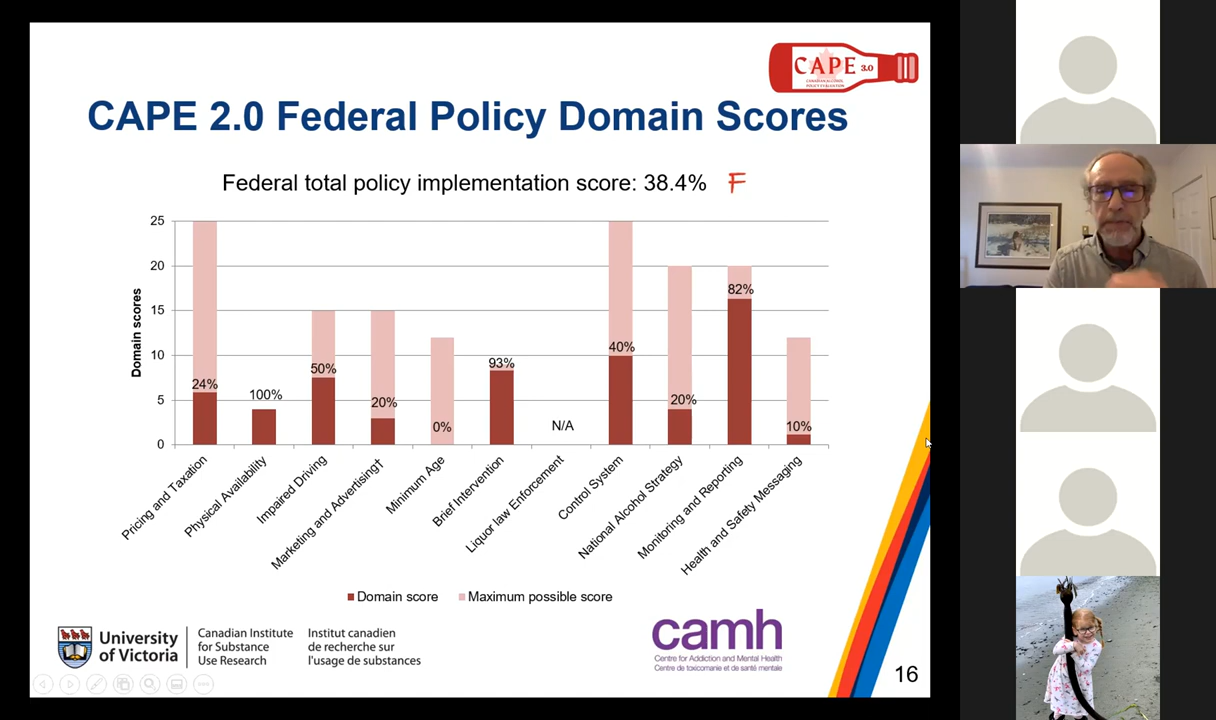 CAPE 3.0
CANADIAN ALCOHOL
POLICY EVALUATION
CAPE 2.0 Federal Policy Domain Scores
Federal total policy implementation score: 38.4% F
Domain scores
25
20
15
10
5
0
24%
100%
50%
20%
0%
93%
N/A
40%
20%
82%
10%
Pricing and Taxation
Physical Availability
Impaired Driving
Marketing and Advertising†
Minimum Age
Brief Intervention
Liquor law Enforcement
Control System
National Alcohol Strategy
Monitoring and Reporting
Health and Safety Messaging
Domain score
Maximum possible score
University
of Victoria
Canadian Institute
for Substance
Use Research
Institut canadien
de recherche sur
l'usage de substances
camh
Centre for Addiction and Mental Health
Centre de toxicomanie et de santé mentale
16